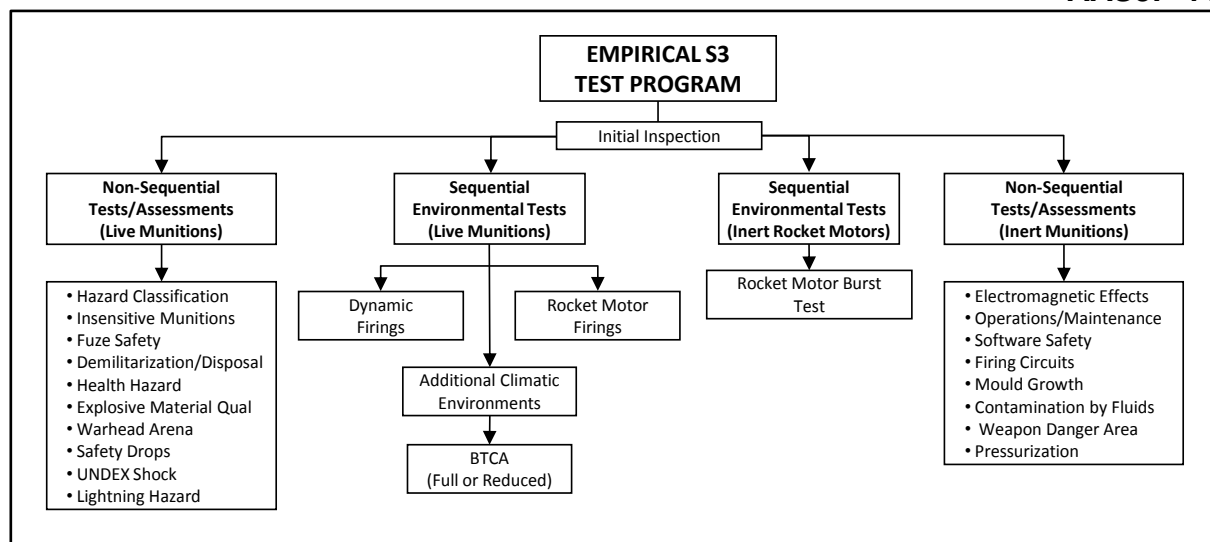 EMPIRICAL S3
TEST PROGRAM
Initial Inspection
Non-Sequential
Tests/Assessments
(Live Munitions)
• Hazard Classification
• Insensitive Munitions
• Fuze Safety
• Demilitarization/Disposal
• Health Hazard
• Explosive Material Qual
• Warhead Arena
• Safety Drops
• UNDEX Shock
• Lightning Hazard
Sequential
Environmental Tests
(Live Munitions)
Dynamic
Firings
Rocket Motor
Firings
Additional Climatic
Environments
BTCA
(Full or Reduced)
Sequential
Environmental Tests
(Inert Rocket Motors)
Rocket Motor Burst
Test
Non-Sequential
Tests/Assessments
(Inert Munitions)
• Electromagnetic Effects
• Operations/Maintenance
• Software Safety
• Firing Circuits
• Mould Growth
• Contamination by Fluids
• Weapon Danger Area
• Pressurization